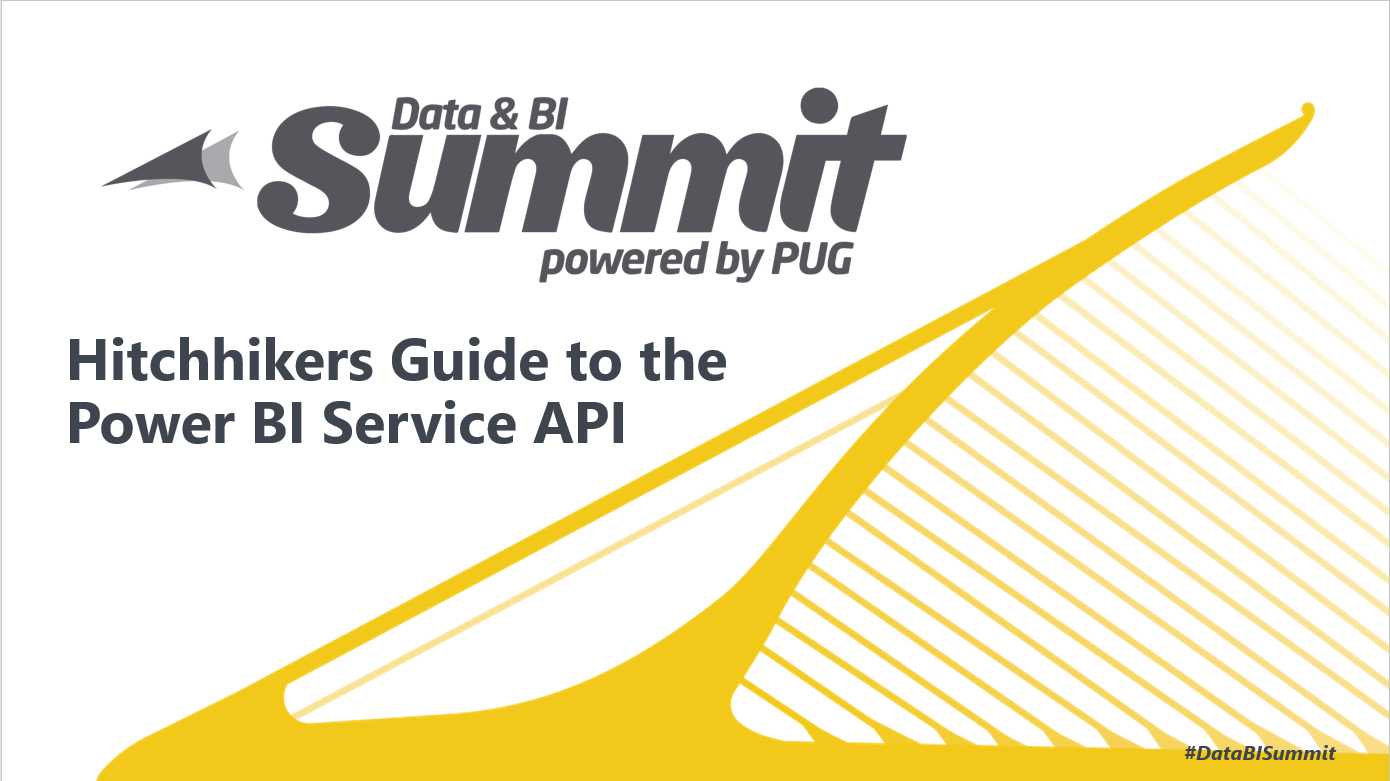 Data & BI
Summit
powered by PUG
Hitchhikers Guide to the
Power BI Service API
#DataBISummit